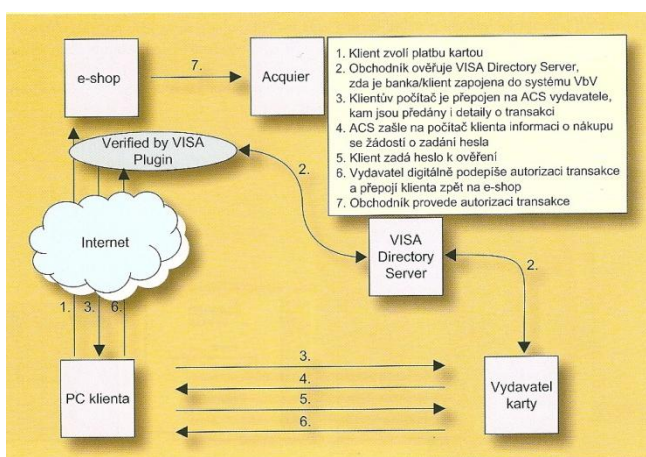 e-shop
7.
Acquier
1. Klient zvolí platbu kartou
2. Obchodník ověřuje VISA Directory Server,
zda je banka/klient zapojena do systému VbV
3. Klientův počítač je přepojen na ACS vydavatele,
kam jsou předány i detaily o transakci
4. ACS zašle na počítač klienta informaci o nákupu
se žádostí o zadání hesla
5. Klient zadá heslo k ověření
6. Vydavatel digitálně podepíše autorizaci transakce
a přepojí klienta zpět na e-shop
7. Obchodník provede autorizaci transakce
Verified by VISA
Plugin
2.
Internet
VISA
Directory
Server
2.
1.
3.
6.
PC klienta
3.
4.
5.
6.
Vydavatel
karty